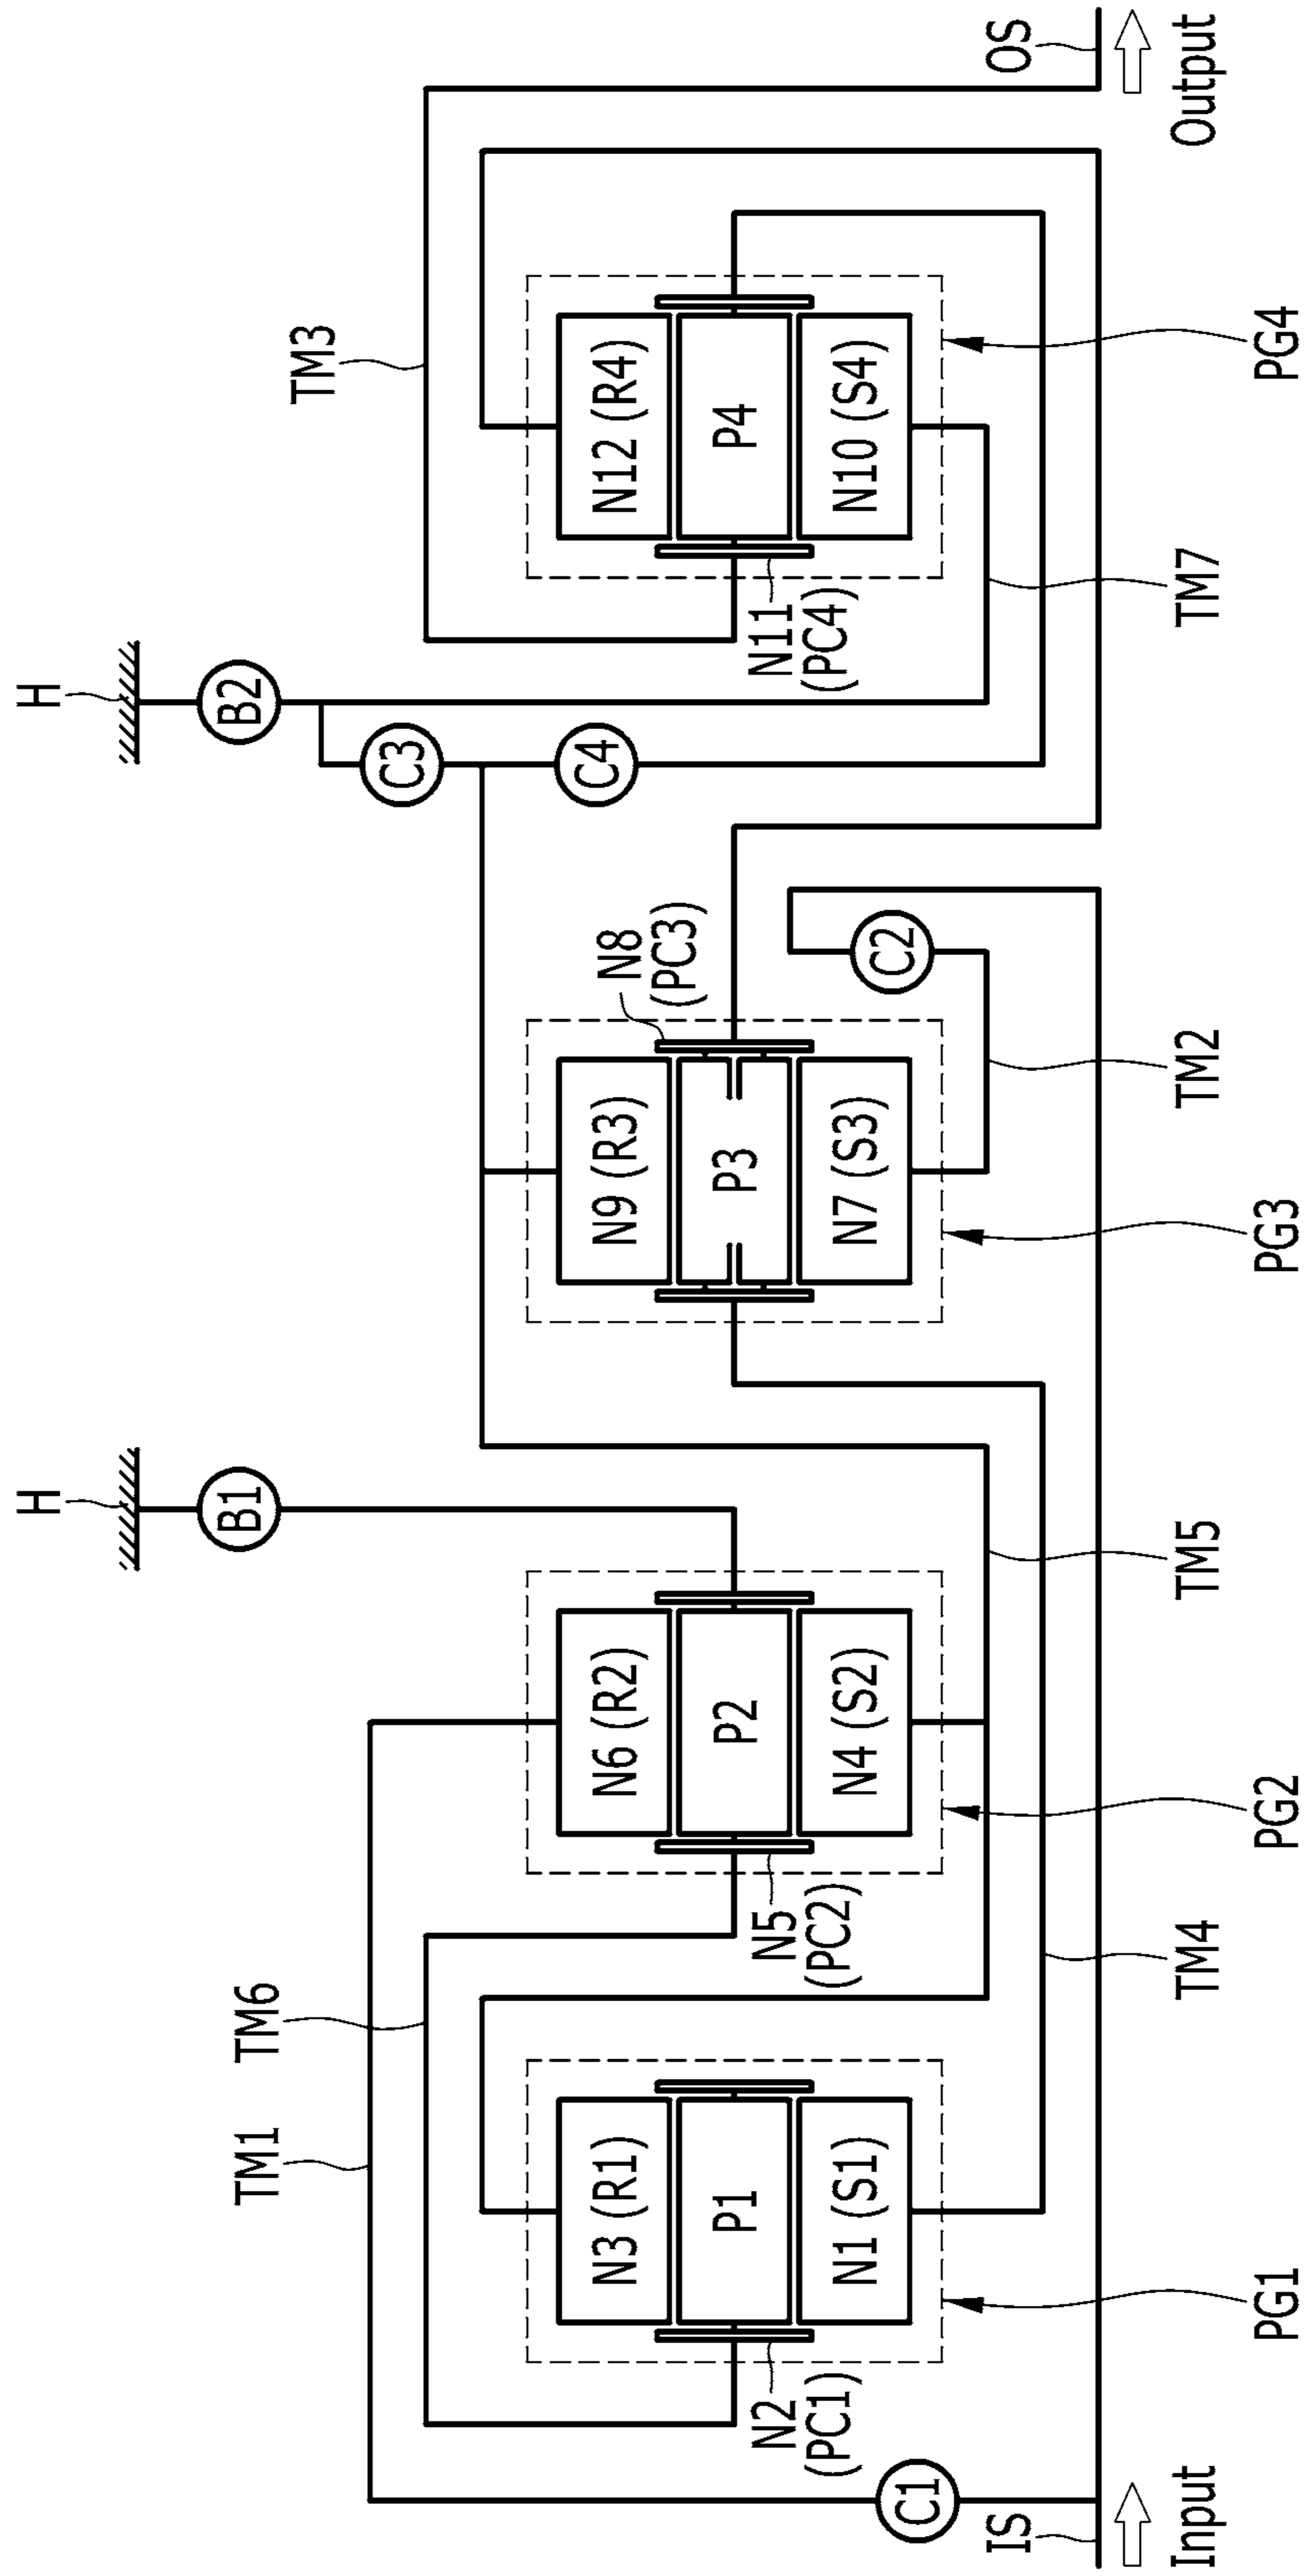 H
H
B1
B2
TM1
TM6
TM3
C3
C4
N3 (R1)
P1
N1 (S1)
N2
(PC1)
N6 (R2)
P2
N4 (S2)
N5
(PC2)
N9 (R3)
P3
N7 (S3)
N8
(PC3)
C2
N12 (R4)
P4
N10 (S4)
N11
(PC4)
C1
IS
OS
Input
TM4
TM5
TM2
TM7
Output
PG1
PG2
PG3
PG4